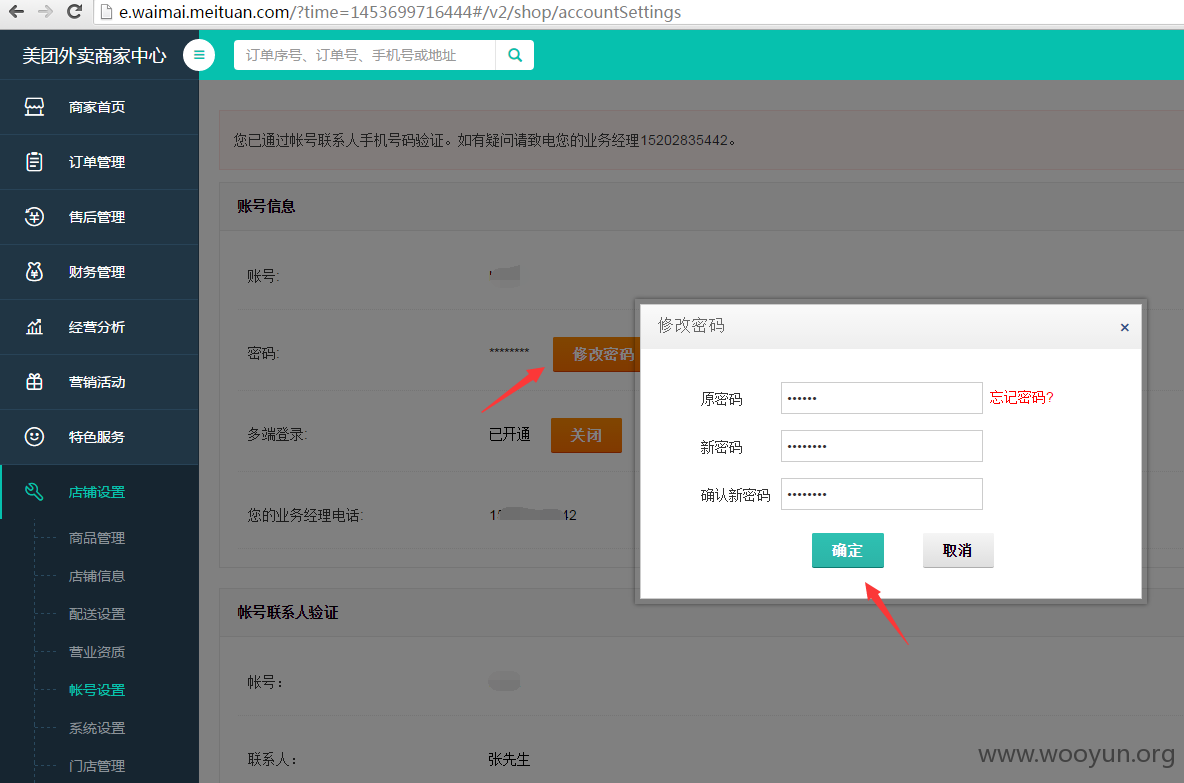 e.waimai.meituan.com/?time=1453699716444#/v2/shop/accountSettings
美团外卖商家中心
订单序号、订单号、手机号或地址
商家首页
订单管理
售后管理
财务管理
经营分析
营销活动
特色服务
店铺设置
商品管理
店铺信息
配送设置
营业资质
帐号设置
系统设置
门店管理
您已通过帐号联系人手机号码验证。如有疑问请致电您的业务经理15202835442。
账号信息
账号:
密码: ******** 修改密码
多端登录: 已开通 关闭
您的业务经理电话: 1 42
帐号联系人验证
帐号：
联系人： 张先生
修改密码 ×
原密码 •••••• 忘记密码?
新密码 ••••••••
确认新密码 ••••••••
确定 取消
www.wooyun.org